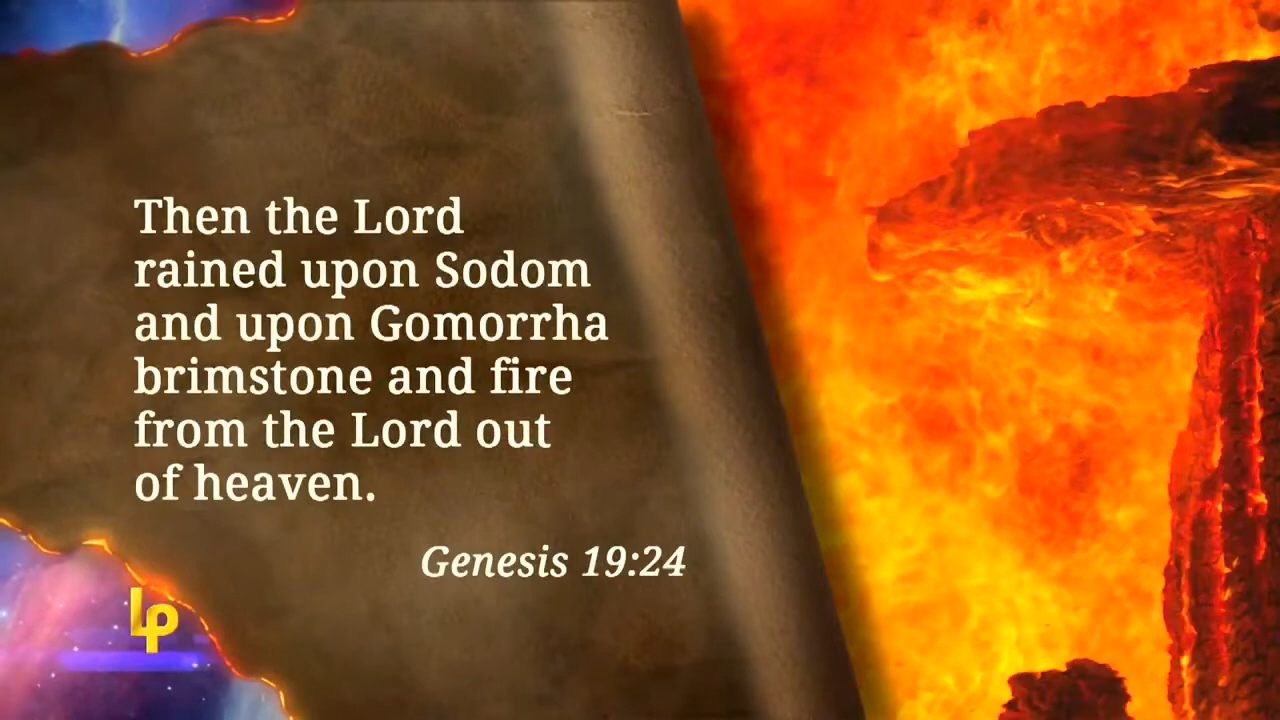 Then the Lord
rained upon Sodom
and upon Gomorrha
brimstone and fire
from the Lord out
of heaven.
Genesis 19:24
Lp